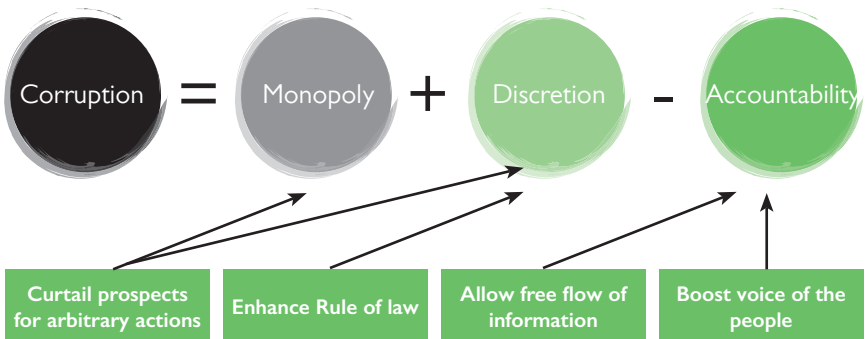 Corruption = Monopoly + Discretion - Accountability
Curtail prospects
for arbitrary actions
Enhance Rule of law
Allow free flow of
information
Boost voice of the
people